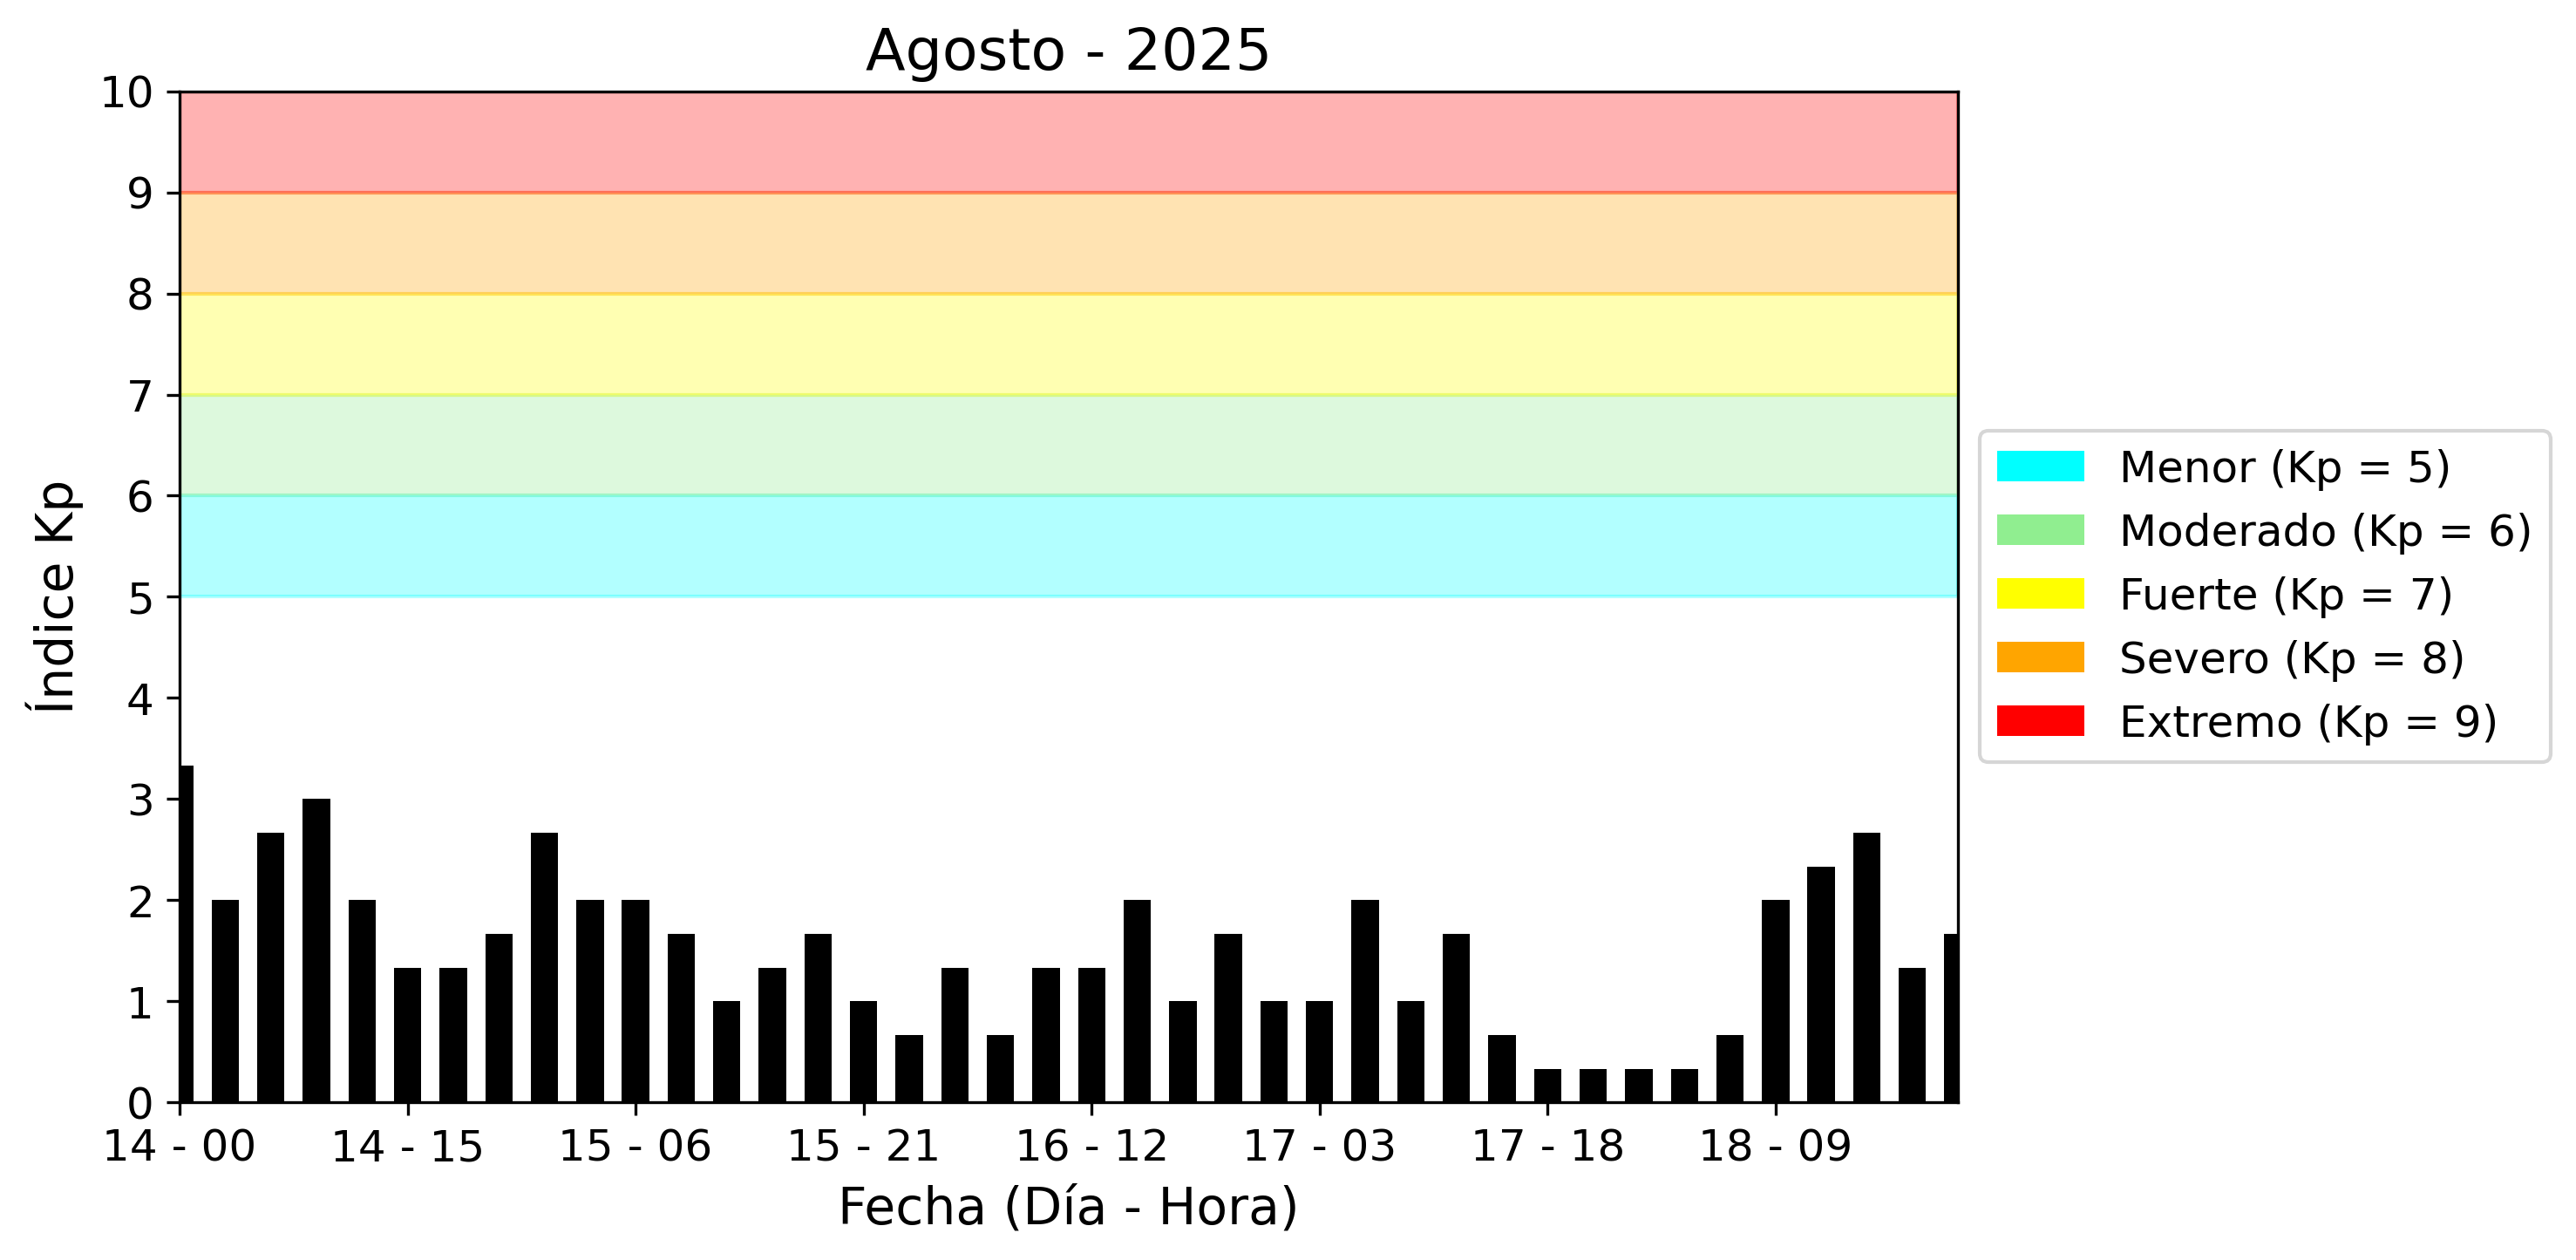 Agosto - 2025
10
9
8
7
6
5
4
3
2
1
0
Índice Kp
14 - 00
14 - 15
15 - 06
15 - 21
16 - 12
17 - 03
17 - 18
18 - 09
Fecha (Día - Hora)
Menor (Kp = 5)
Moderado (Kp = 6)
Fuerte (Kp = 7)
Severo (Kp = 8)
Extremo (Kp = 9)